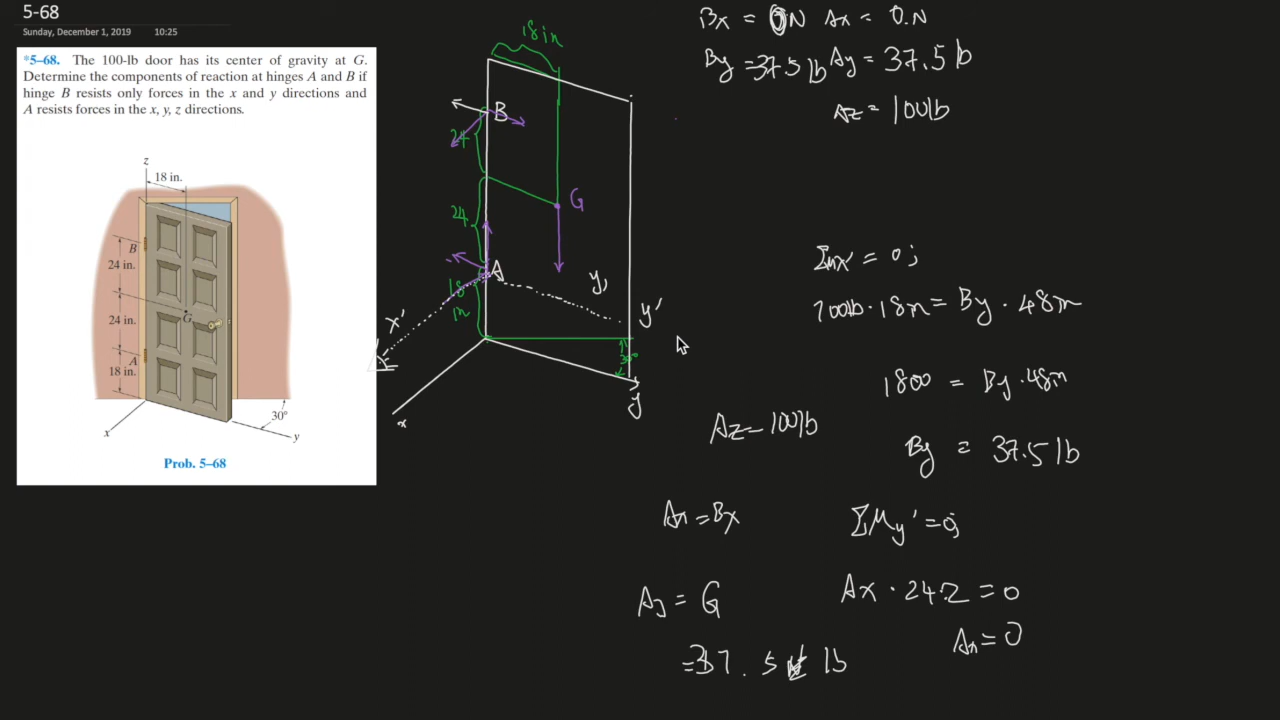 5-68
Sunday, December 1, 2019 10:25
*5–68. The 100-lb door has its center of gravity at G.
Determine the components of reaction at hinges A and B if
hinge B resists only forces in the x and y directions and
A resists forces in the x, y, z directions.
z
18 in.
B
24 in.
G
24 in.
A
18 in.
30°
x
y
Prob. 5–68
18in
B
24
G
24
A
18
in
y,
y'
x'
30°
y
x
Bx = 0N Ax = 0.N
By = 37.5 lb Ay = 37.5 lb
Az = 100lb
Σmx' = 0;
100lb · 18in = By · 48in
1800 = By · 48in
Az = 100lb
By = 37.5 lb
Ax = Bx
ΣMy' = 0;
Ay = G
Ax · 24·2 = 0
Ax = 0
= 37.5 lb